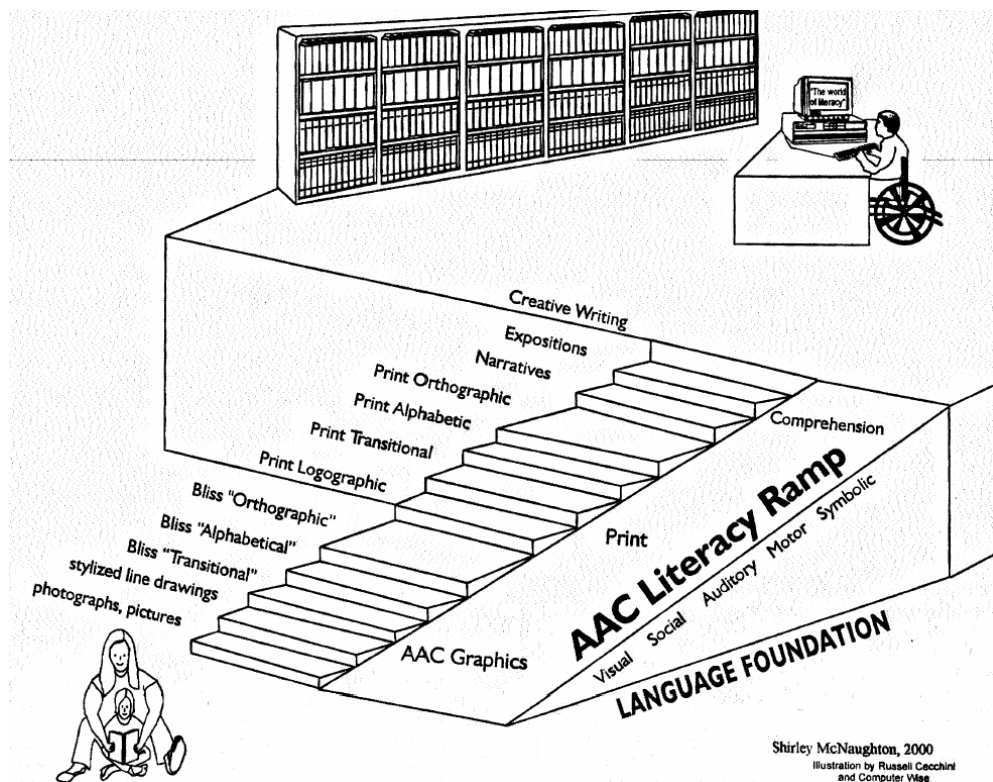 "The world
of literacy"
Creative Writing
Expositions
Narratives
Print Orthographic
Print Alphabetic
Print Transitional
Print Logographic
Bliss "Orthographic"
Bliss "Alphabetical"
Bliss "Transitional"
stylized line drawings
photographs, pictures
Comprehension
Print
AAC Graphics
AAC Literacy Ramp
Visual Social Auditory Motor Symbolic
LANGUAGE FOUNDATION
Shirley McNaughton, 2000
Illustration by Russell Cecchini
and Computer Wise